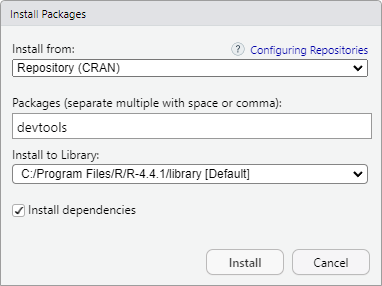 Install Packages
Install from:
? Configuring Repositories
Repository (CRAN)
Packages (separate multiple with space or comma):
devtools
Install to Library:
C:/Program Files/R/R-4.4.1/library [Default]
Install dependencies
Install Cancel